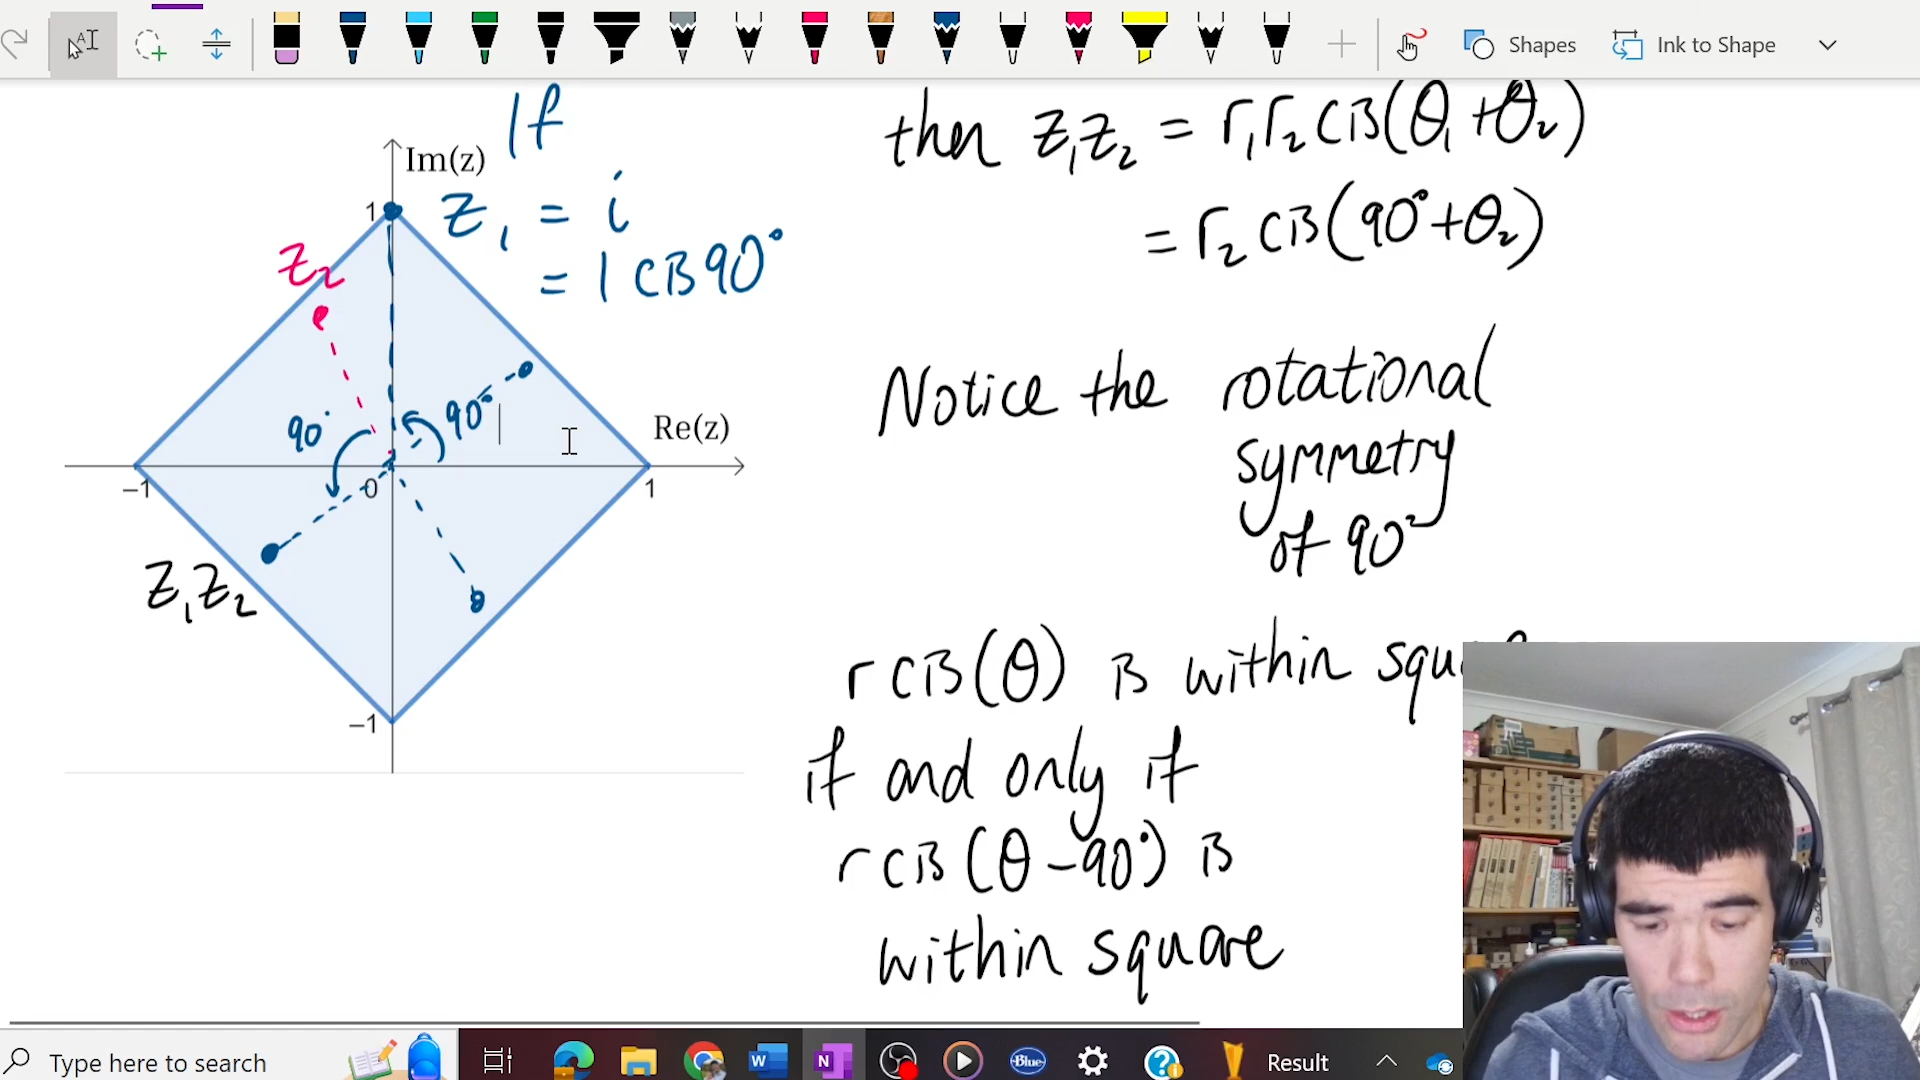 Shapes
Ink to Shape
If
Im(z)
1
z₁ = i
= 1 cis 90°
z₂
90°
90°
Re(z)
–1
0
1
z₁z₂
–1
then z₁z₂ = r₁r₂ cis(θ₁+θ₂)
= r₂ cis(90°+θ₂)
Notice the rotational
symmetry
of 90°
r cis(θ) is within
if and only if
r cis(θ-90°) is
within square
Type here to search
Blue
Result